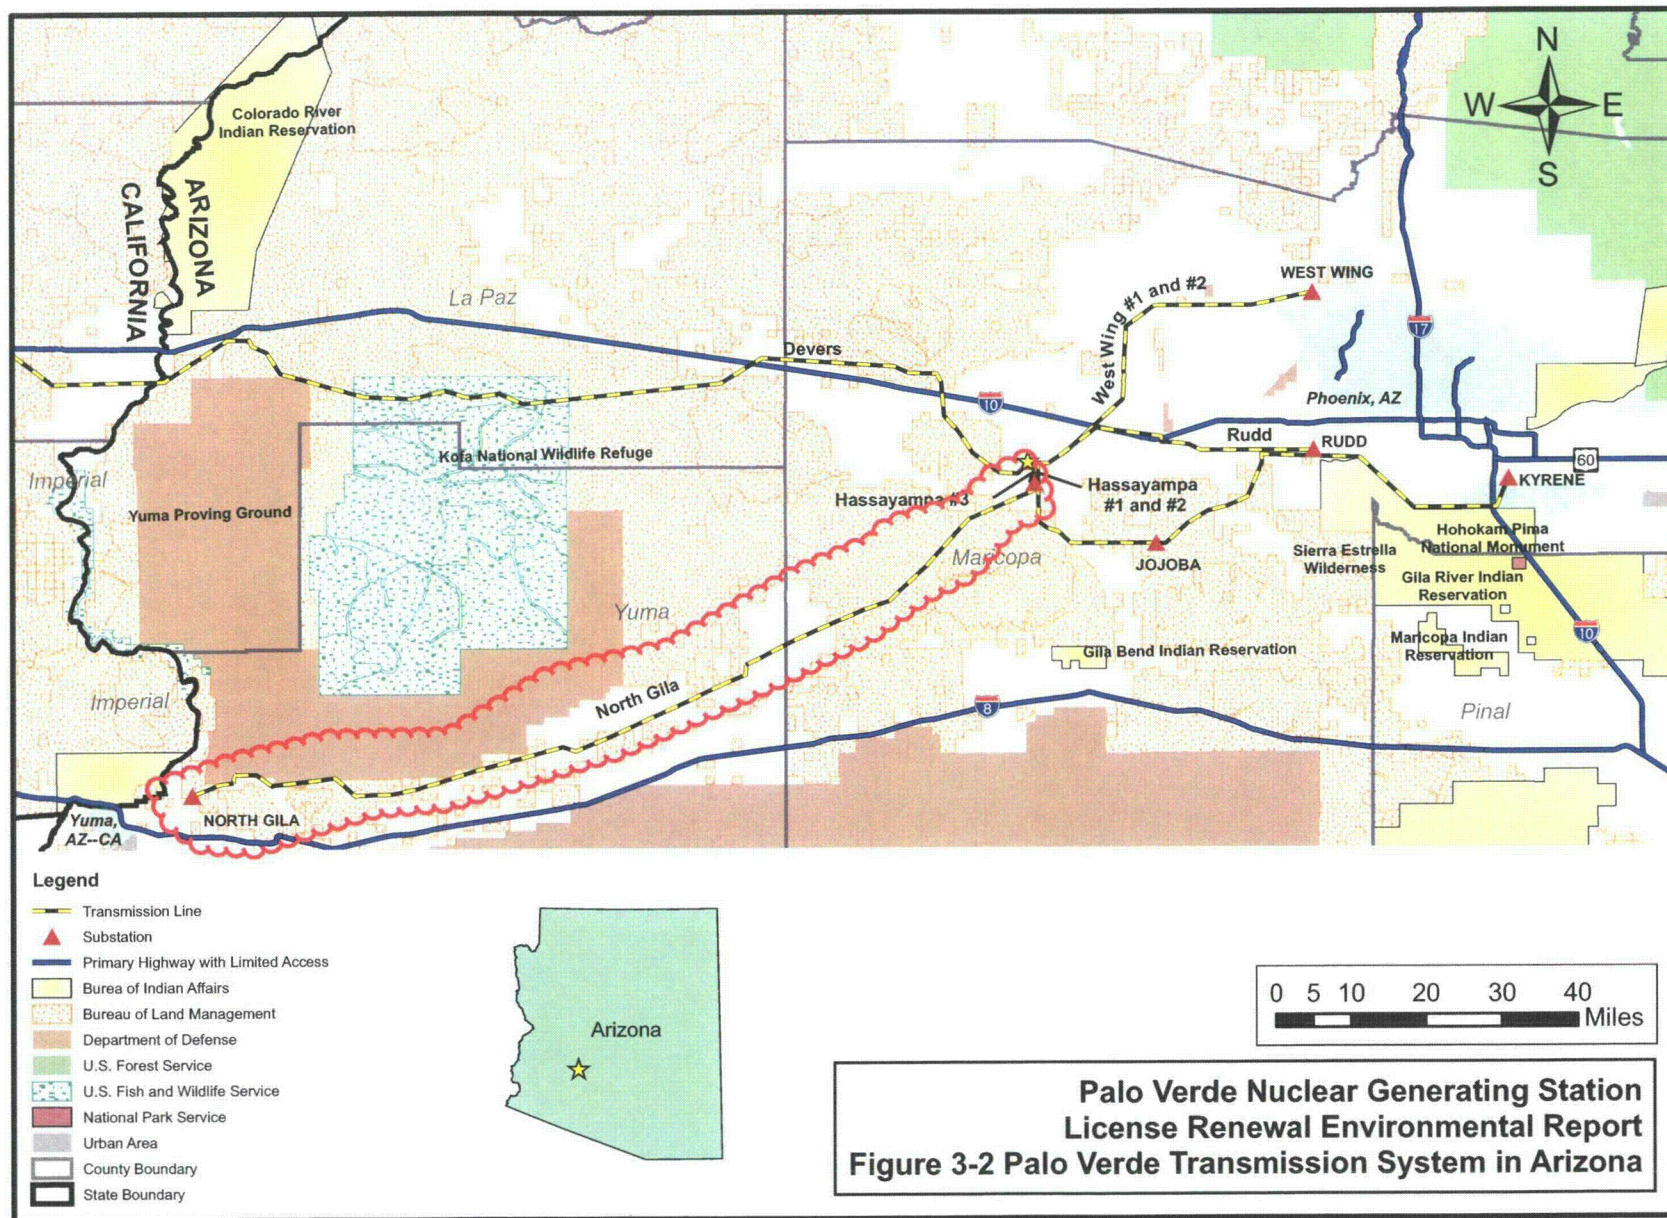 N
W E
S
Colorado River
Indian Reservation
ARIZONA
CALIFORNIA
La Paz
WEST WING
West Wing #1 and #2
17
Devers
10
Phoenix, AZ
Rudd
RUDD
60
KYRENE
Imperial
Kofa National Wildlife Refuge
Yuma Proving Ground
Hassayampa #3
Hassayampa
#1 and #2
Hohokam Pima
National Monument
Sierra Estrella
Wilderness
Maricopa
JOJOBA
Gila River Indian
Reservation
Yuma
10
Maricopa Indian
Reservation
Gila Bend Indian Reservation
Imperial
North Gila
8
Pinal
NORTH GILA
Yuma,
AZ--CA
Legend
Transmission Line
Substation
Primary Highway with Limited Access
Burea of Indian Affairs
Bureau of Land Management
Department of Defense
U.S. Forest Service
U.S. Fish and Wildlife Service
National Park Service
Urban Area
County Boundary
State Boundary
Arizona
0 5 10 20 30 40
Miles
Palo Verde Nuclear Generating Station
License Renewal Environmental Report
Figure 3-2 Palo Verde Transmission System in Arizona